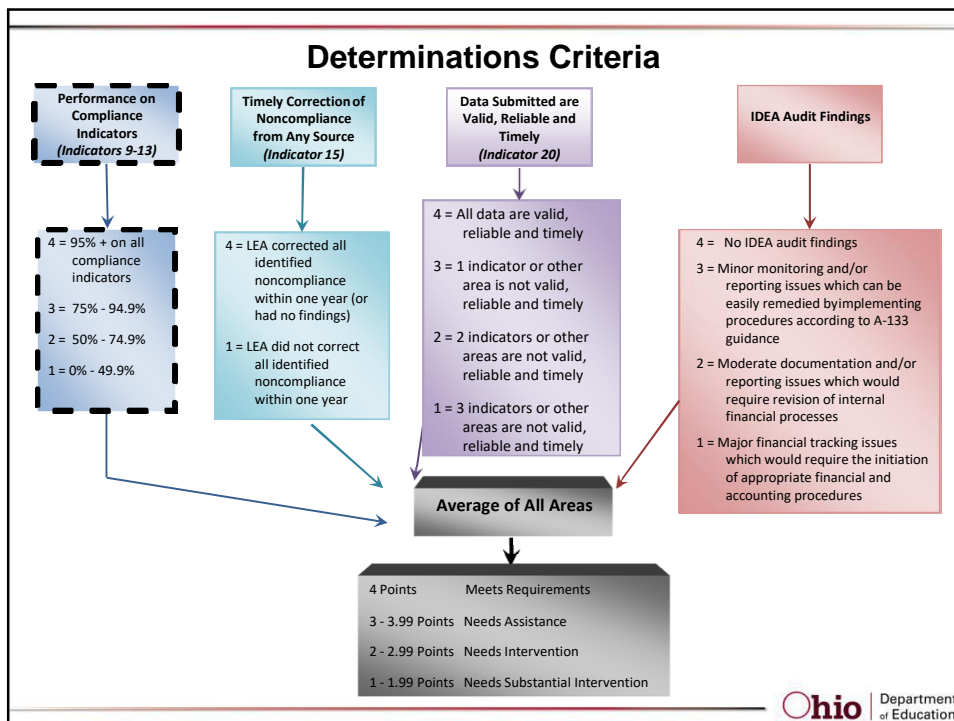 Determinations Criteria
Performance on
Compliance
Indicators
(Indicators 9-13)
4 = 95% + on all
compliance
indicators
3 = 75% - 94.9%
2 = 50% - 74.9%
1 = 0% - 49.9%
Timely Correction of
Noncompliance
from Any Source
(Indicator 15)
4 = LEA corrected all
identified
noncompliance
within one year (or
had no findings)
1 = LEA did not correct
all identified
noncompliance
within one year
Data Submitted are
Valid, Reliable and
Timely
(Indicator 20)
4 = All data are valid,
reliable and timely
3 = 1 indicator or other
area is not valid,
reliable and timely
2 = 2 indicators or other
areas are not valid,
reliable and timely
1 = 3 indicators or other
areas are not valid,
reliable and timely
IDEA Audit Findings
4 = No IDEA audit findings
3 = Minor monitoring and/or
reporting issues which can be
easily remedied byimplementing
procedures according to A-133
guidance
2 = Moderate documentation and/or
reporting issues which would
require revision of internal
financial processes
1 = Major financial tracking issues
which would require the initiation
of appropriate financial and
accounting procedures
Average of All Areas
4 Points Meets Requirements
3 - 3.99 Points Needs Assistance
2 - 2.99 Points Needs Intervention
1 - 1.99 Points Needs Substantial Intervention
Ohio Department
of Education